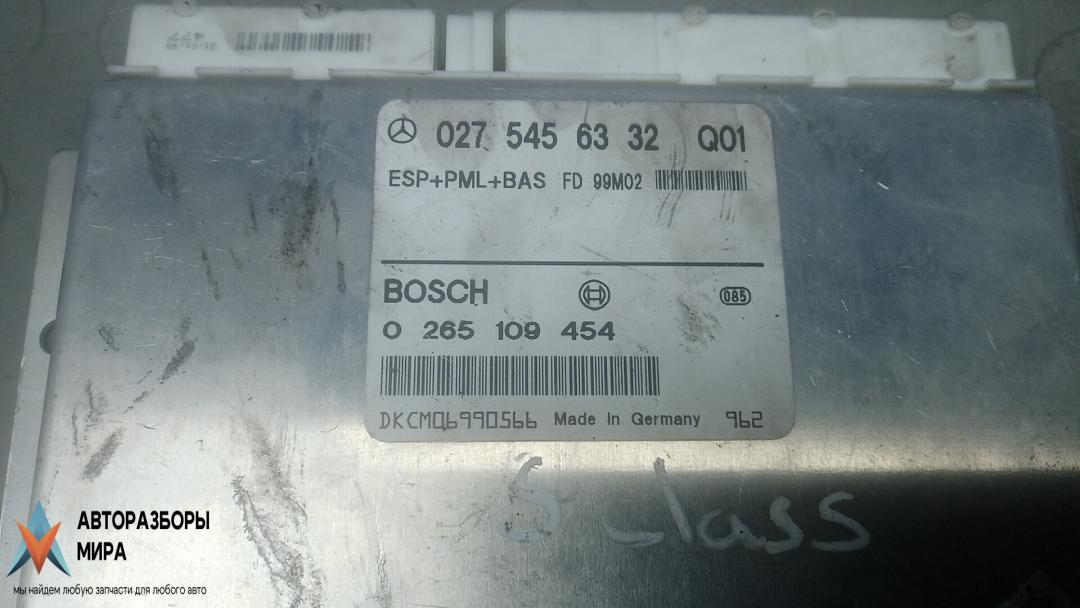 027 545 63 32 Q01
ESP+PML+BAS FD 99M02
BOSCH
085
0 265 109 454
DKCM06990566 Made In Germany 962
S class
АВТОРАЗБОРЫ
МИРА
мы найдем любую запчасти для любого авто